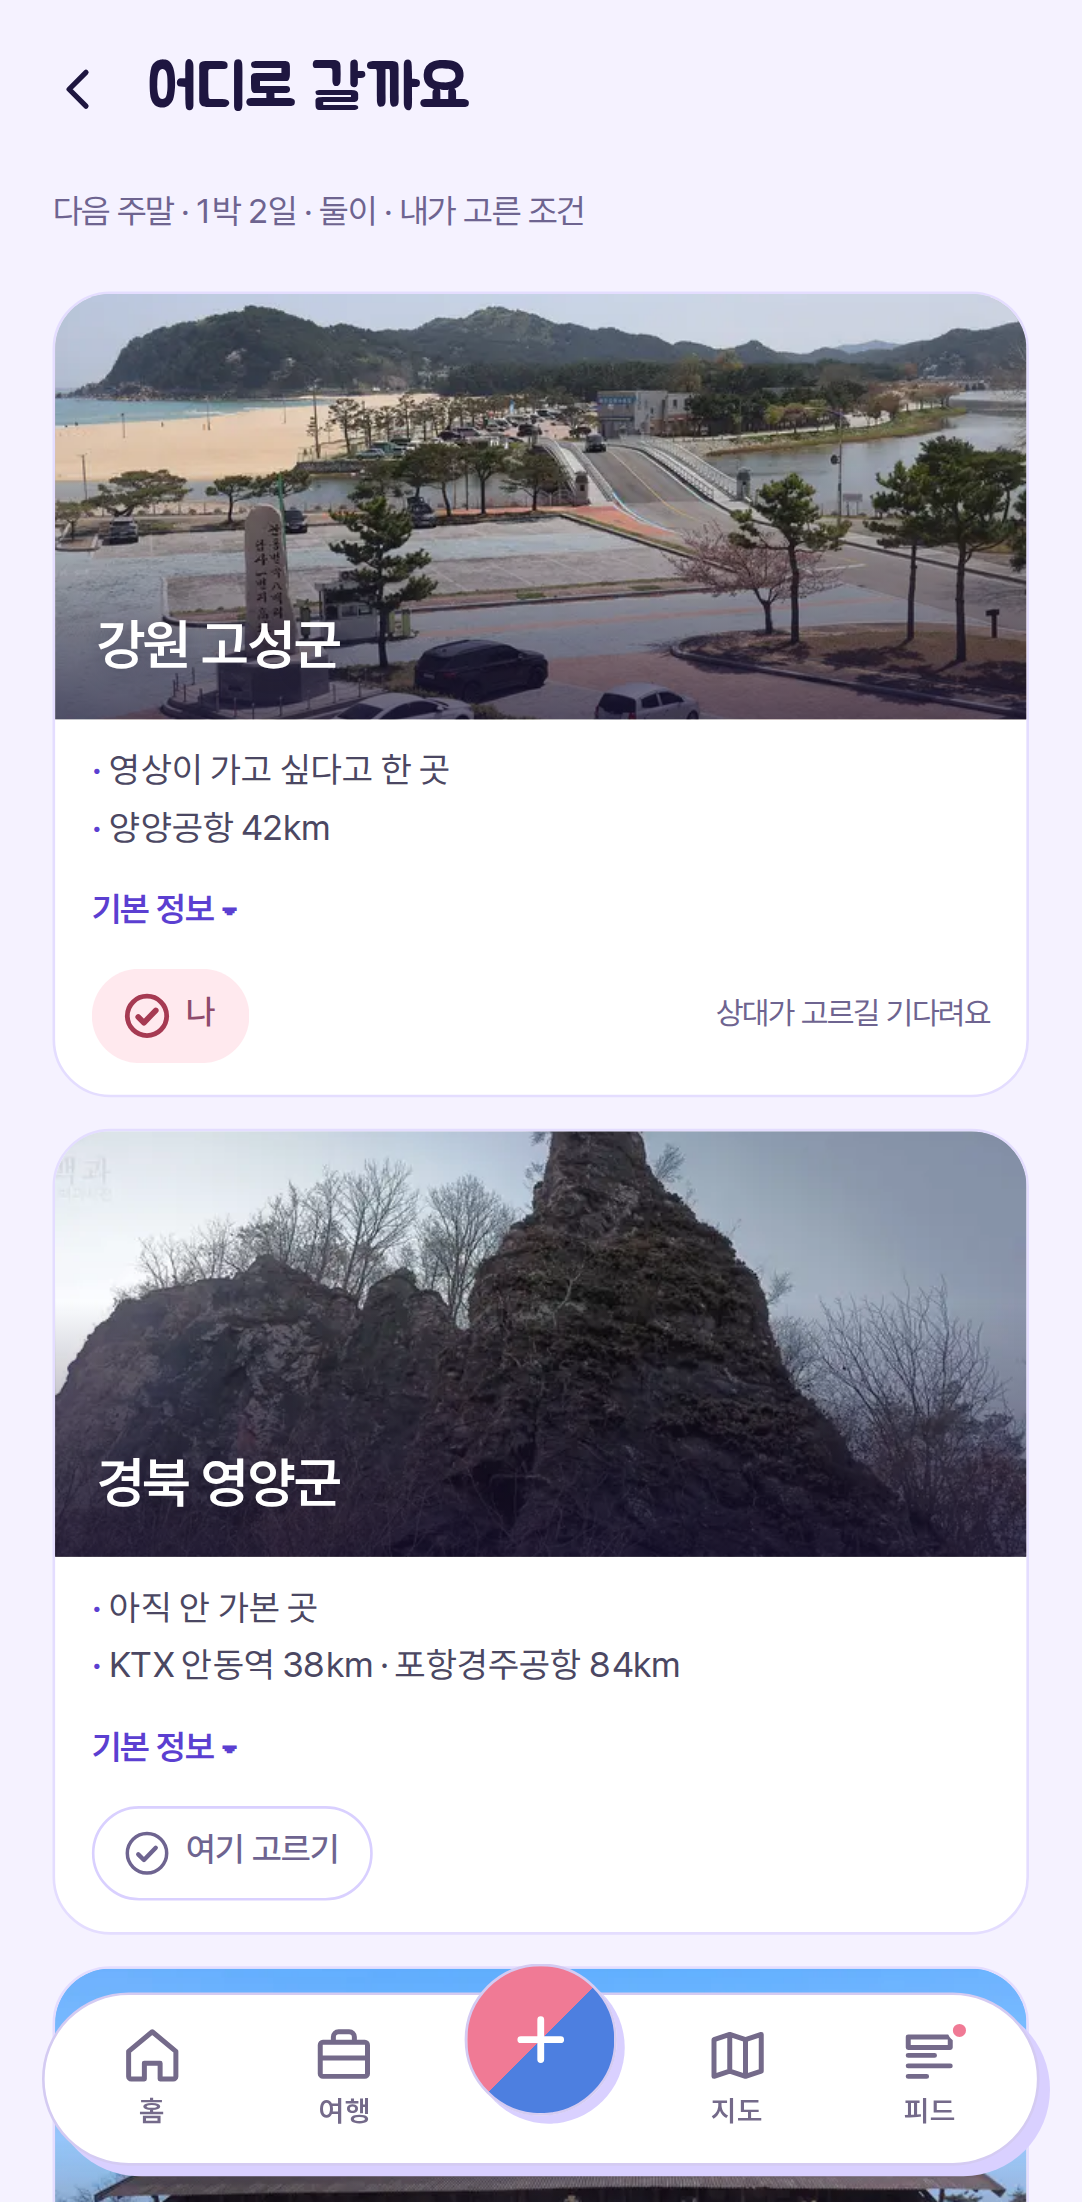 어디로 갈까요
다음 주말 · 1박 2일 · 둘이 · 내가 고른 조건
강원 고성군
· 영상이 가고 싶다고 한 곳
· 양양공항 42km
기본 정보
나
상대가 고르길 기다려요
백과
경북 영양군
· 아직 안 가본 곳
· KTX 안동역 38km · 포항경주공항 84km
기본 정보
여기 고르기
홈
여행
지도
피드